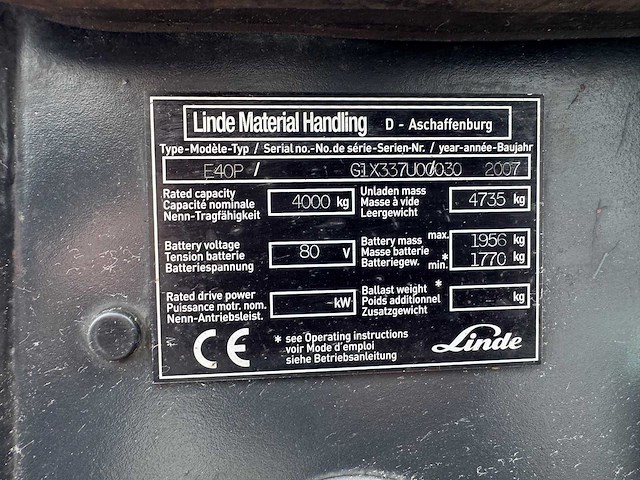 Linde Material Handling D - Aschaffenburg
Type-Modèle-Typ / Serial no.-No. de série-Serien-Nr. / year-année-Baujahr
E40P / 2007
Rated capacity
Capacité nominale
Nenn-Tragfähigkeit
4000 kg
Unladen mass
Masse à vide
Leergewicht
4735 kg
Battery voltage
Tension batterie
Batteriespannung
80 V
Battery mass max.
Masse batterie
Batteriegew. * min.
1956 kg
1770 kg
Rated drive power
Puissance motr. nom.
Nenn-Antriebsleist.
kW
Ballast weight *
Poids additionnel
Zusatzgewicht
kg
CE
* see Operating instructions
voir Mode d'emploi
siehe Betriebsanleitung
Linde